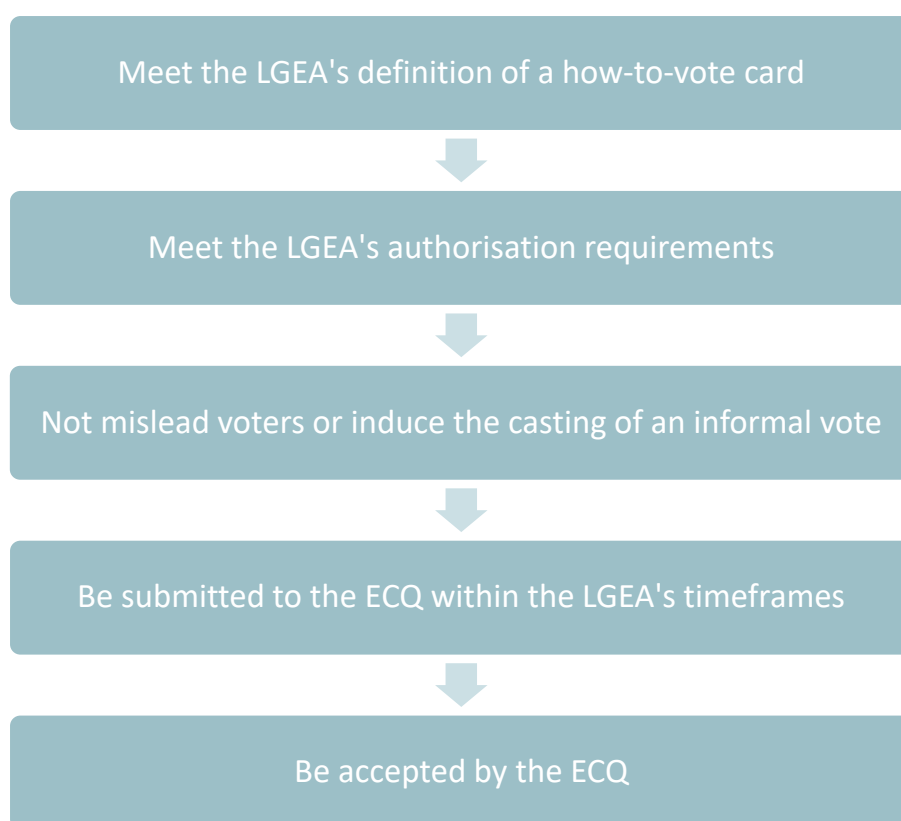 Meet the LGEA's definition of a how-to-vote card
Meet the LGEA's authorisation requirements
Not mislead voters or induce the casting of an informal vote
Be submitted to the ECQ within the LGEA's timeframes
Be accepted by the ECQ